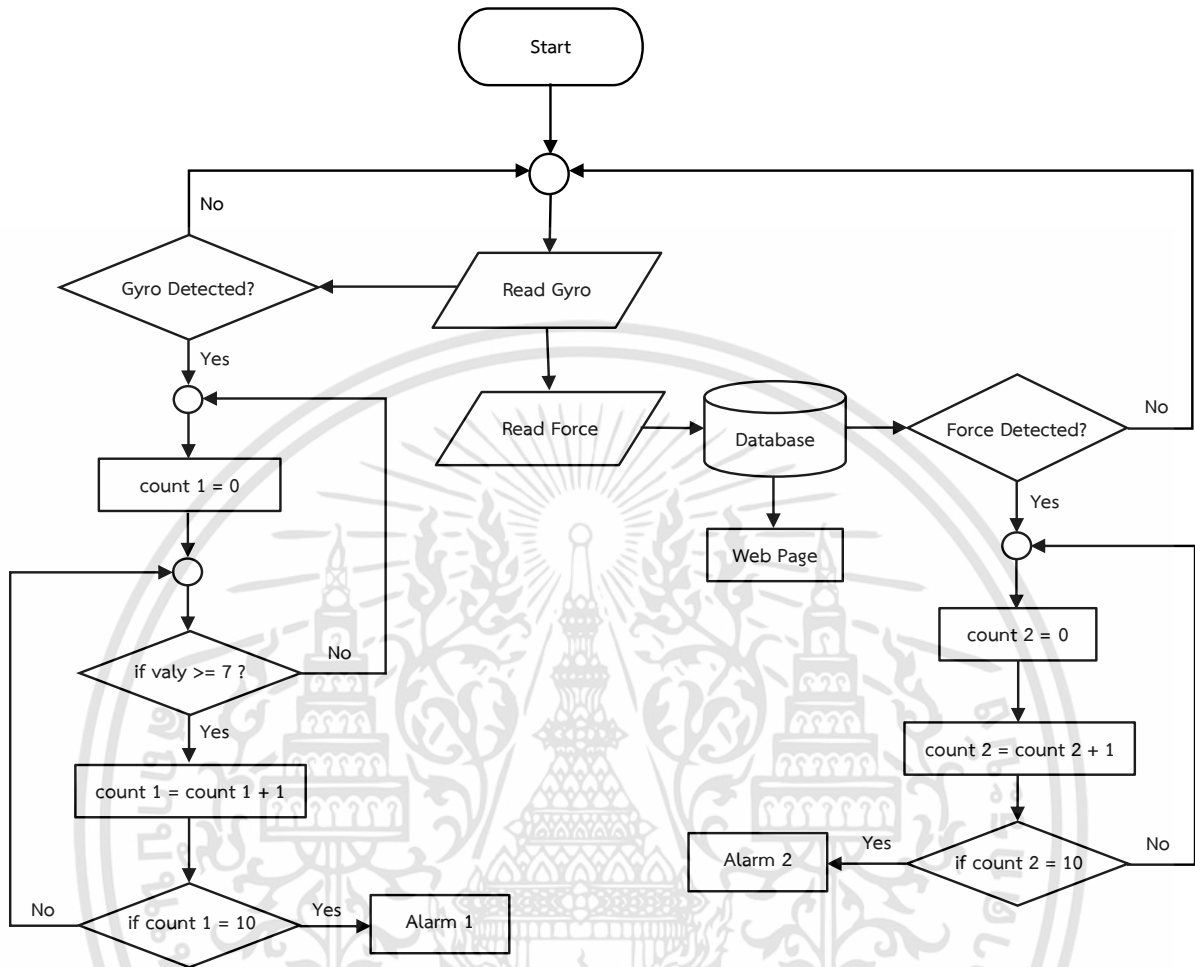 Start
No
Gyro Detected?
Read Gyro
Yes
Read Force
Database
Force Detected?
No
count 1 = 0
Yes
Web Page
count 2 = 0
if valy >= 7 ?
No
Yes
count 2 = count 2 + 1
count 1 = count 1 + 1
Alarm 2
Yes
if count 2 = 10
No
No
if count 1 = 10
Yes
Alarm 1